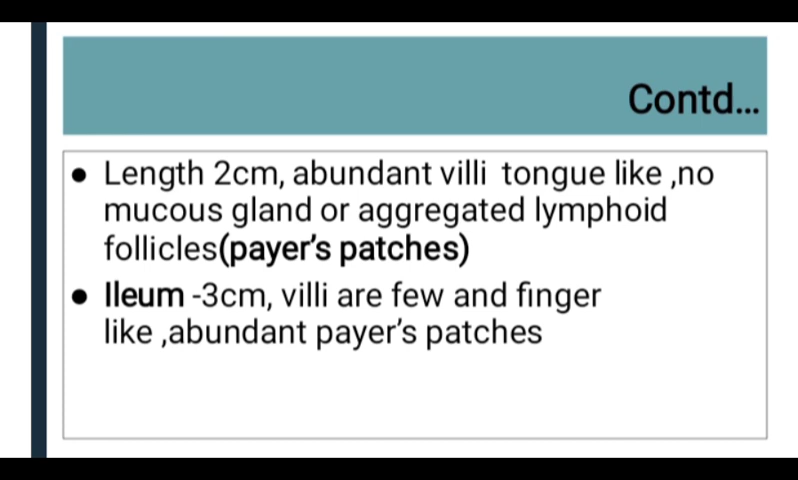 Contd...
● Length 2cm, abundant villi tongue like ,no
mucous gland or aggregated lymphoid
follicles(payer's patches)
● Ileum -3cm, villi are few and finger
like ,abundant payer's patches